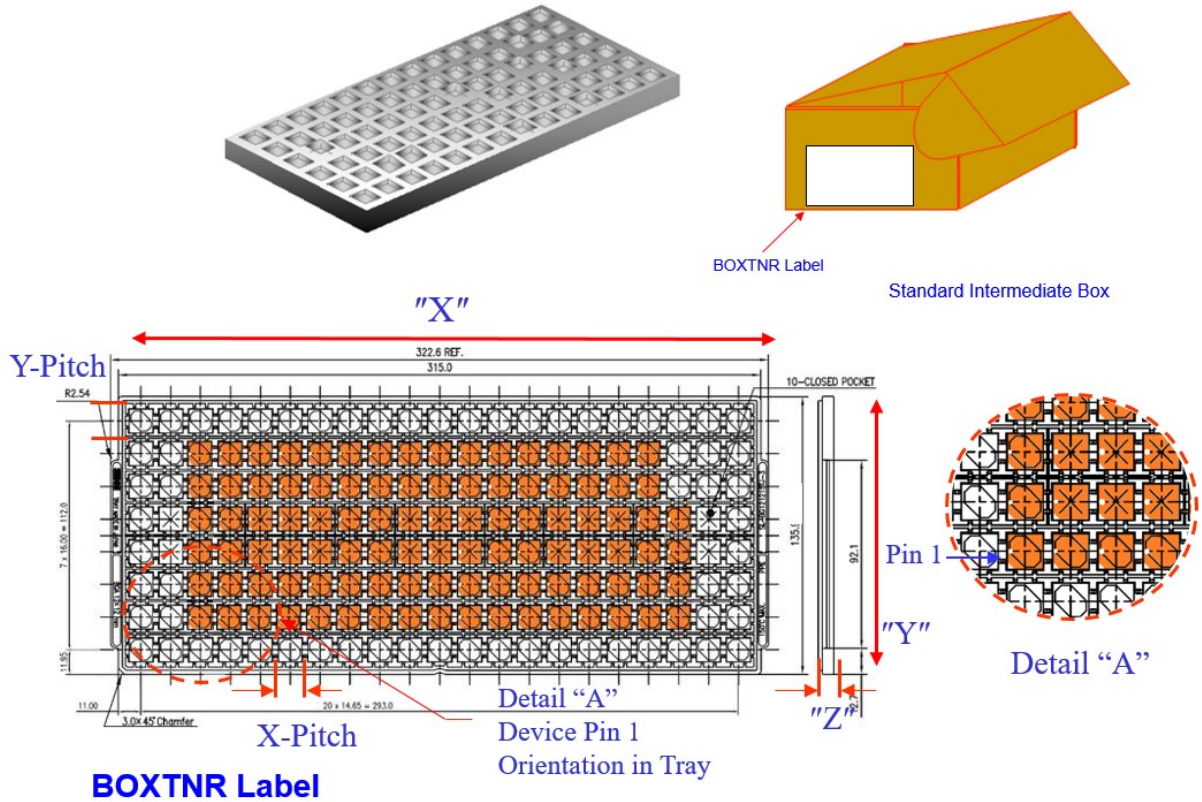 BOXTNR Label
Standard Intermediate Box
"X"
Y-Pitch
322.6 REF.
315.0
R2.54
10-CLOSED POCKET
7 x 16.00 = 112.0
92.1
Pin 1
"Y"
11.95
Detail “A”
"Z"
11.00
20 x 14.65 = 293.0
3.0×45° Chamfer
X-Pitch
Detail “A”
Device Pin 1
Orientation in Tray
BOXTNR Label